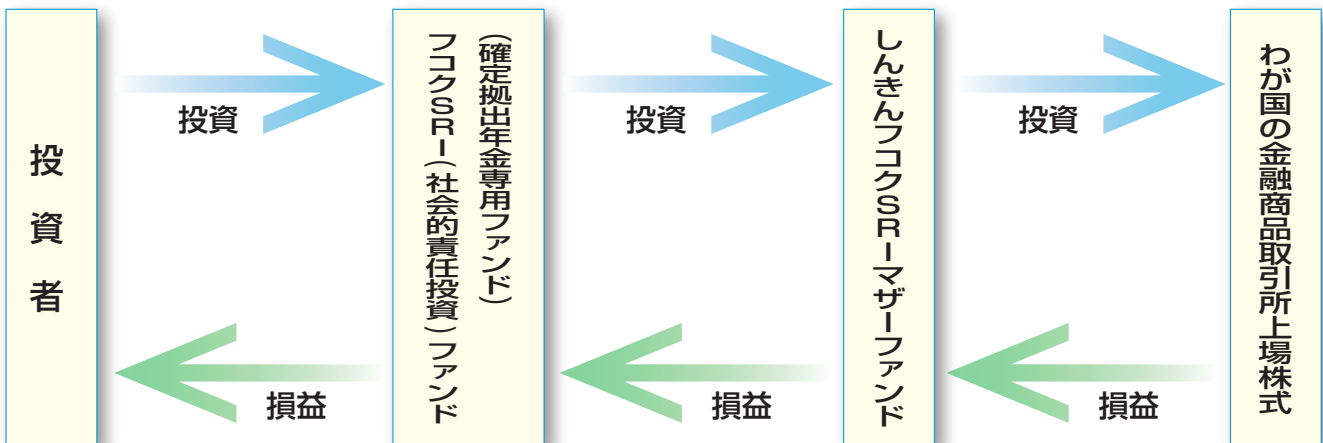 投資者
投資
損益
フコクSRI(社会的責任投資)ファンド
(確定拠出年金専用ファンド)
投資
損益
しんきんフコクSRIマザーファンド
投資
損益
わが国の金融商品取引所上場株式